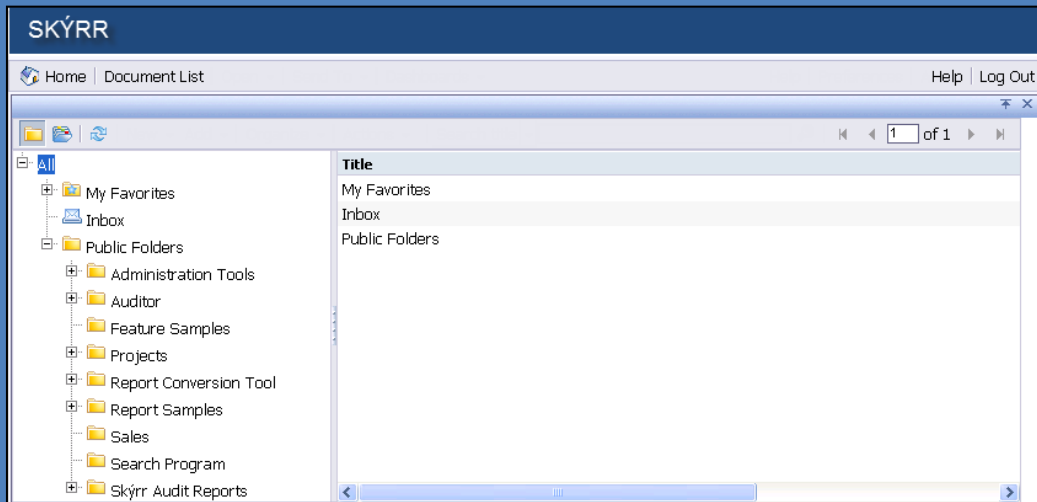 SKÝRR
Home | Document List
Help | Log Out
1 of 1
All
My Favorites
Inbox
Public Folders
Administration Tools
Auditor
Feature Samples
Projects
Report Conversion Tool
Report Samples
Sales
Search Program
Skýrr Audit Reports
Title
My Favorites
Inbox
Public Folders